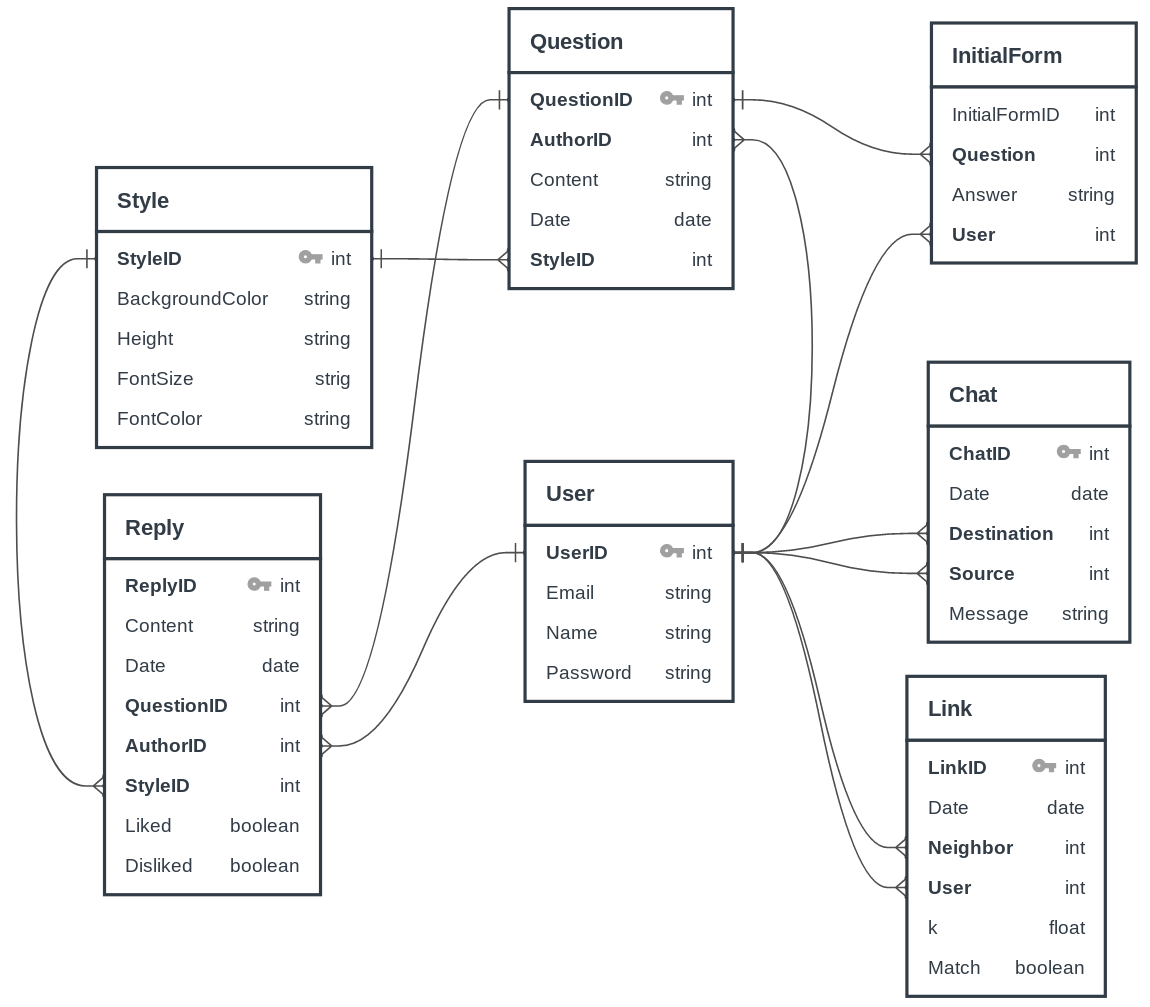 Question
QuestionID int
AuthorID int
Content string
Date date
StyleID int
InitialForm
InitialFormID int
Question int
Answer string
User int
Style
StyleID int
BackgroundColor string
Height string
FontSize strig
FontColor string
Chat
ChatID int
Date date
Destination int
Source int
Message string
User
UserID int
Email string
Name string
Password string
Reply
ReplyID int
Content string
Date date
QuestionID int
AuthorID int
StyleID int
Liked boolean
Disliked boolean
Link
LinkID int
Date date
Neighbor int
User int
k float
Match boolean